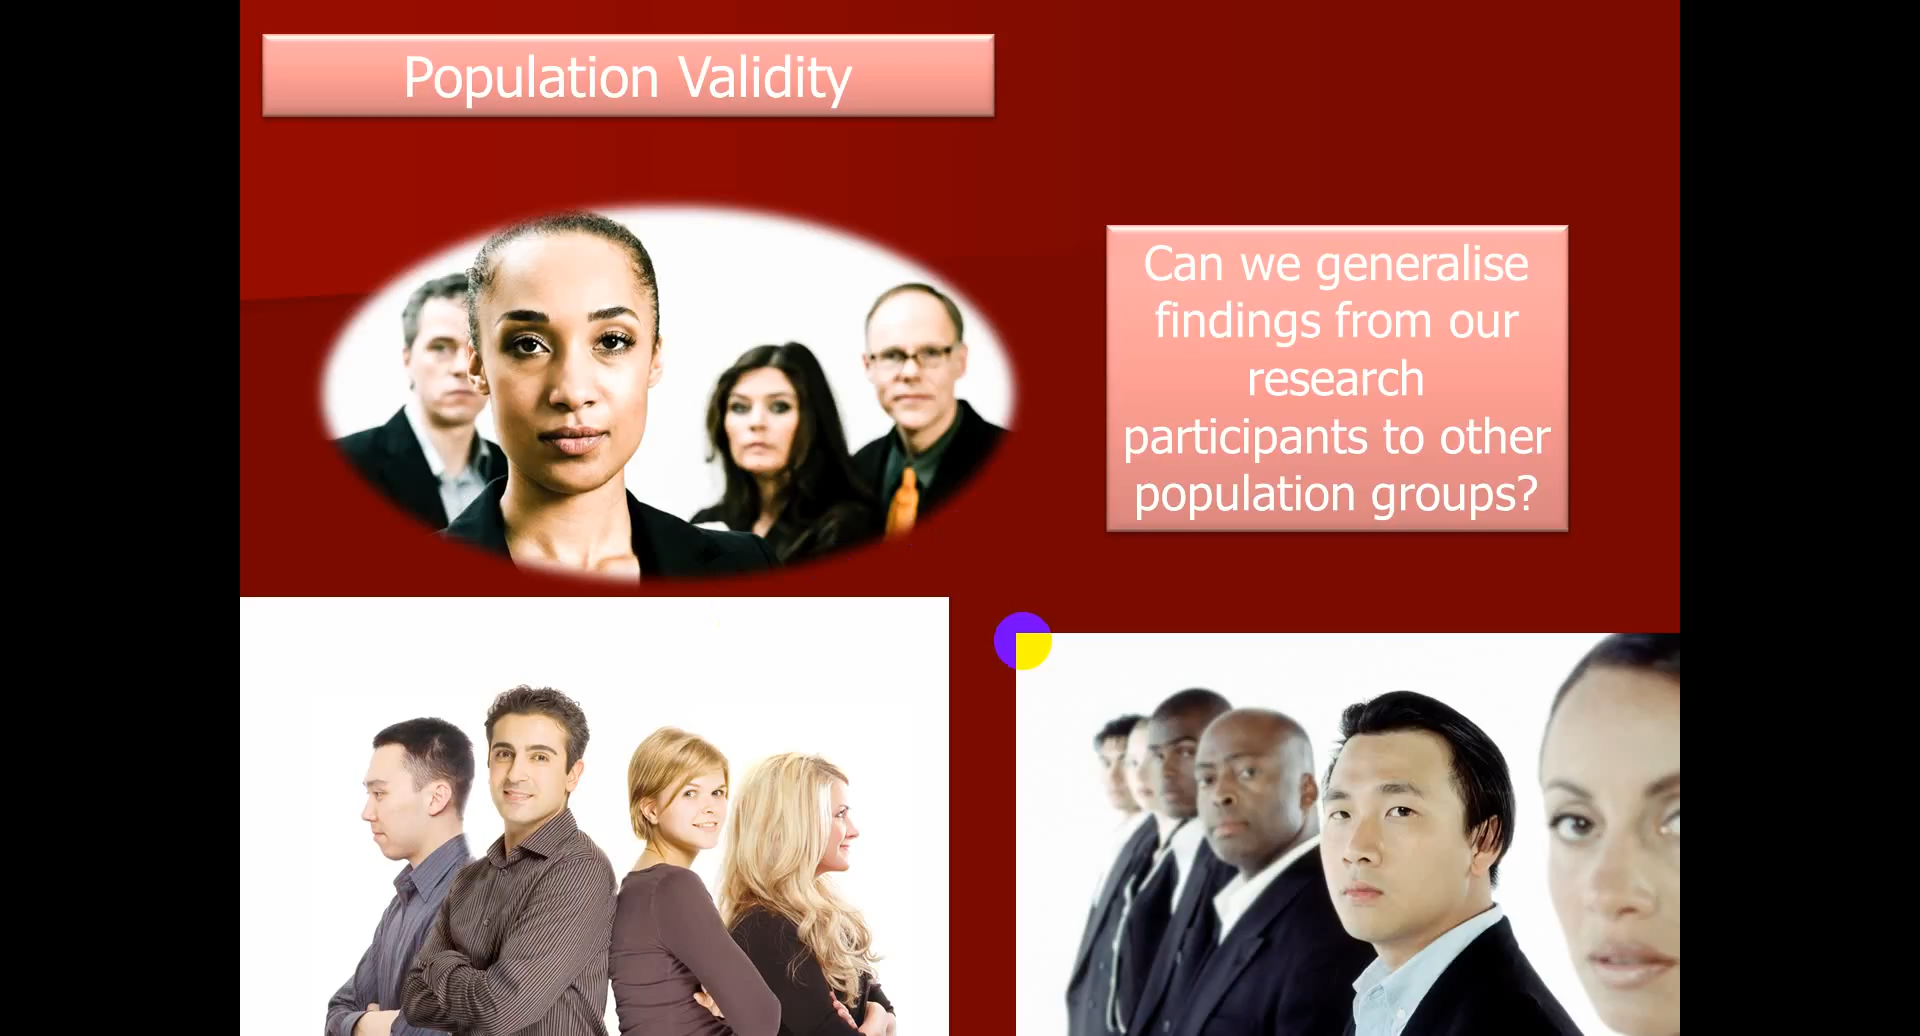 Population Validity
Can we generalise
findings from our
research
participants to other
population groups?